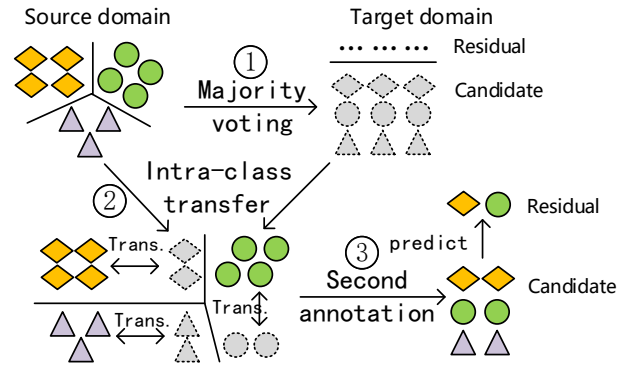 Source domain
Target domain
... ... ...
Residual
①
Majority
voting
Candidate
②
Intra-class
transfer
Trans.
Trans.
Trans.
③
predict
Second
annotation
Residual
Candidate